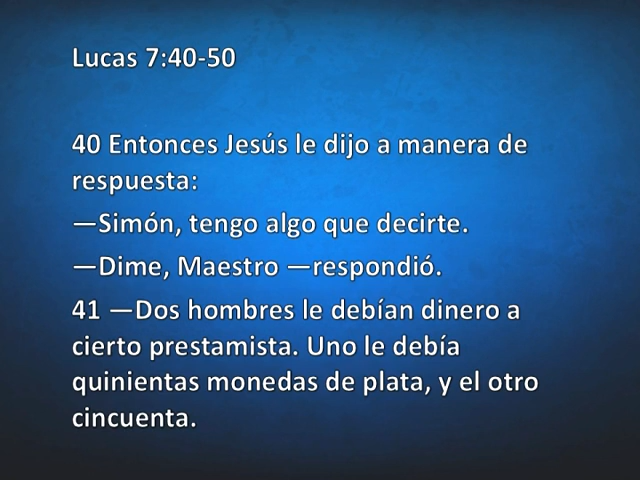 Lucas 7:40-50
40 Entonces Jesús le dijo a manera de
respuesta:
—Simón, tengo algo que decirte.
—Dime, Maestro —respondió.
41 —Dos hombres le debían dinero a
cierto prestamista. Uno le debía
quinientas monedas de plata, y el otro
cincuenta.